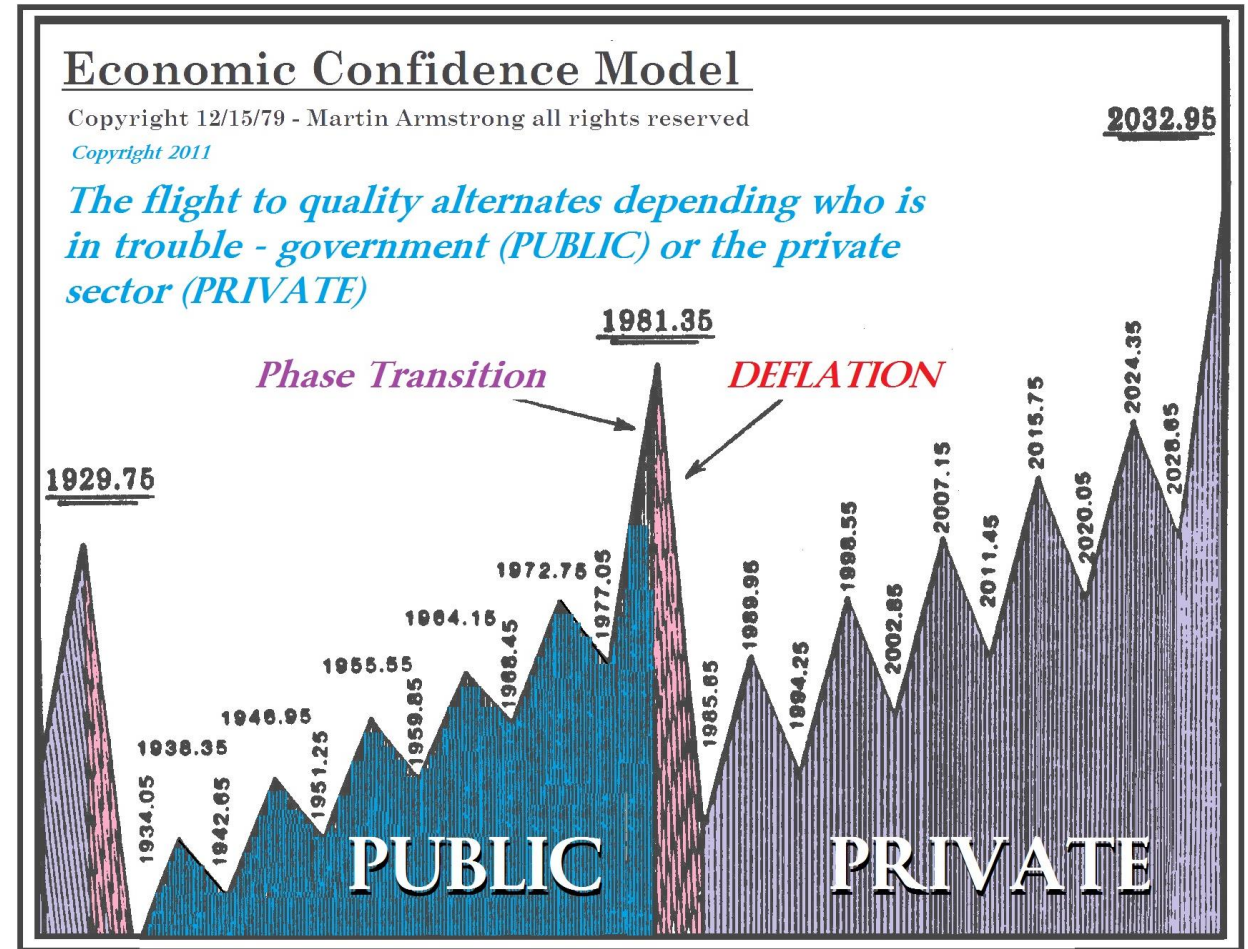 Economic Confidence Model
Copyright 12/15/79 - Martin Armstrong all rights reserved
Copyright 2011
The flight to quality alternates depending who is
in trouble - government (PUBLIC) or the private
sector (PRIVATE)
2032.95
1981.35
Phase Transition
DEFLATION
1929.75
1934.05
1938.35
1942.65
1946.95
1951.25
1955.55
1959.85
1964.15
1968.45
1972.75
1977.05
1985.65
1989.95
1994.25
1998.55
2002.85
2007.15
2011.45
2015.75
2020.05
2024.35
2028.65
PUBLIC
PRIVATE